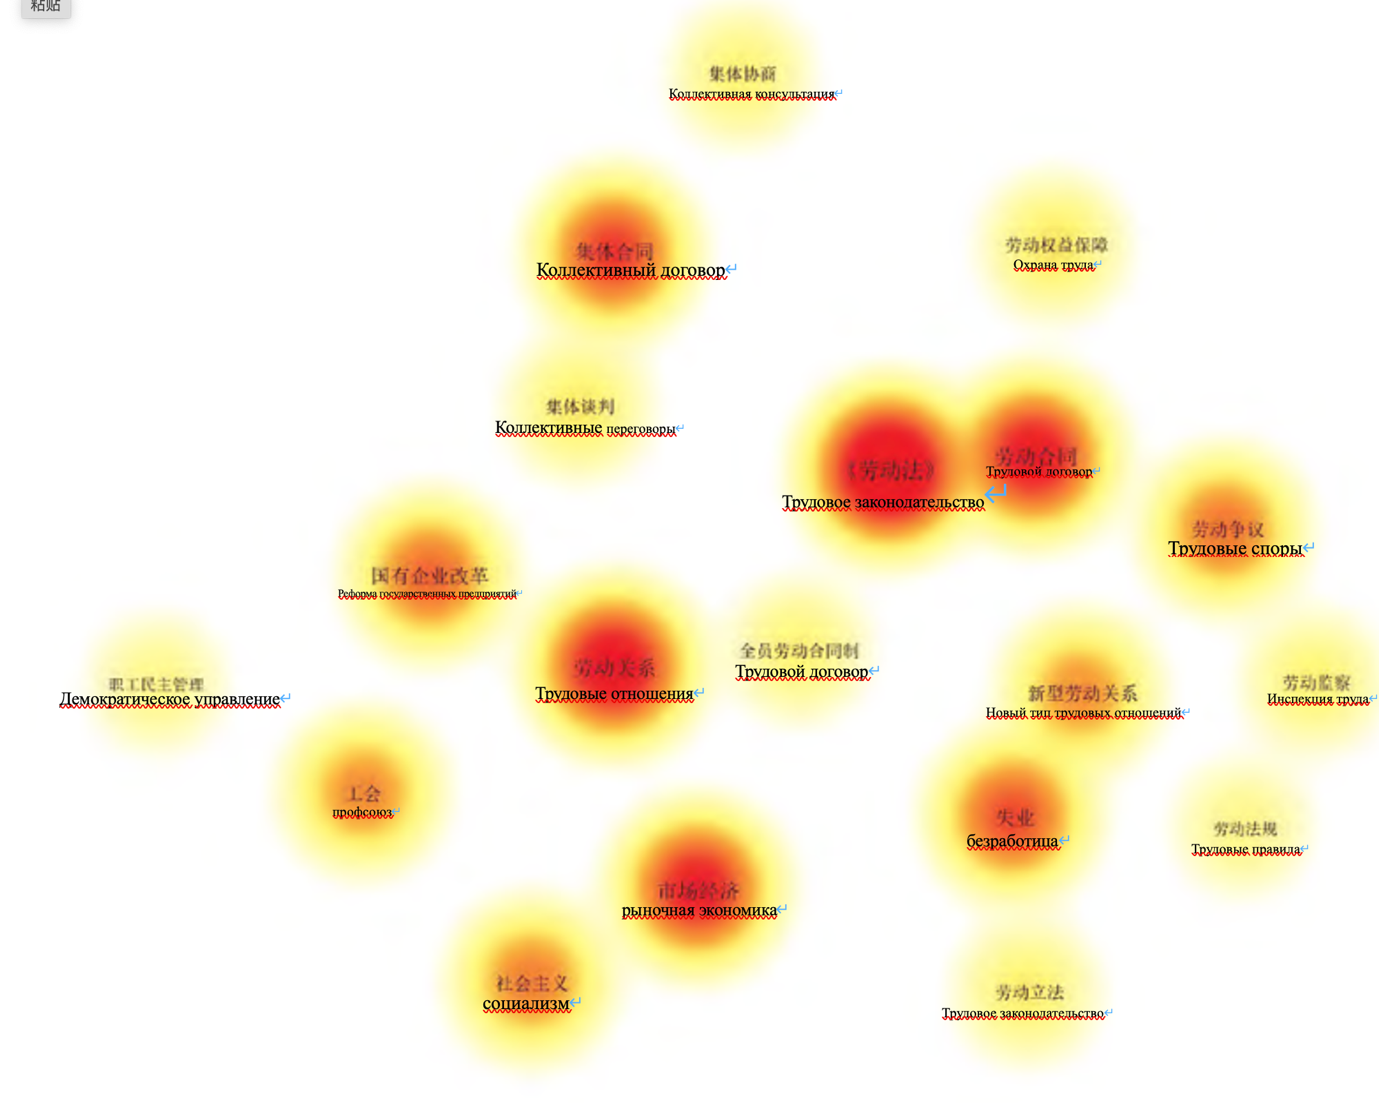 粘贴
集体协商
Коллективная консультация
集体合同
Коллективный договор
劳动权益保障
Охрана труда
集体谈判
Коллективные переговоры
《劳动法》
Трудовое законодательство
劳动合同
Трудовой договор
劳动争议
Трудовые споры
国有企业改革
Реформа государственных предприятий
劳动关系
Трудовые отношения
全员劳动合同制
Трудовой договор
职工民主管理
Демократическое управление
新型劳动关系
Новый тип трудовых отношений
劳动监察
Инспекция труда
工会
профсоюз
失业
безработица
劳动法规
Трудовые правила
市场经济
рыночная экономика
社会主义
социализм
劳动立法
Трудовое законодательство